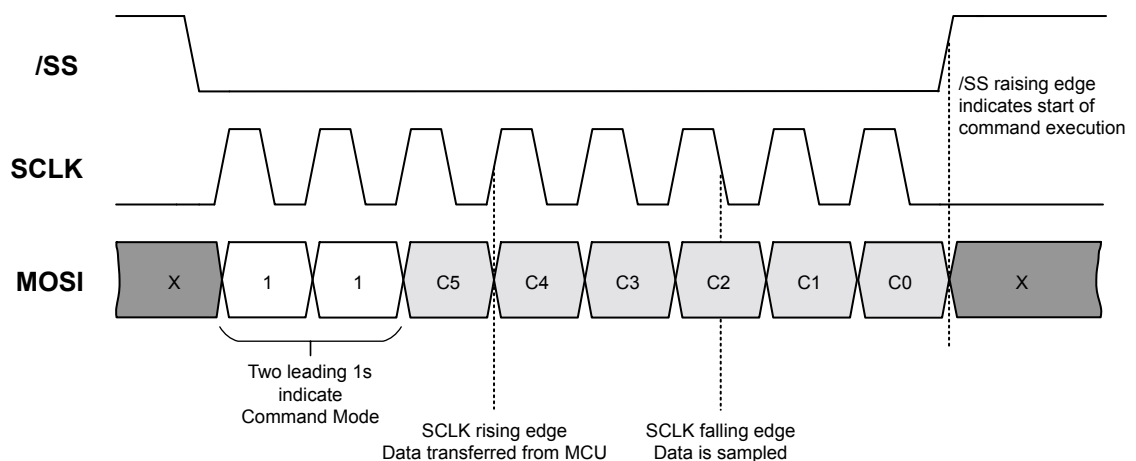 /SS
/SS raising edge
indicates start of
command execution
SCLK
MOSI
X 1 1 C5 C4 C3 C2 C1 C0 X
Two leading 1s
indicate
Command Mode
SCLK rising edge
Data transferred from MCU
SCLK falling edge
Data is sampled